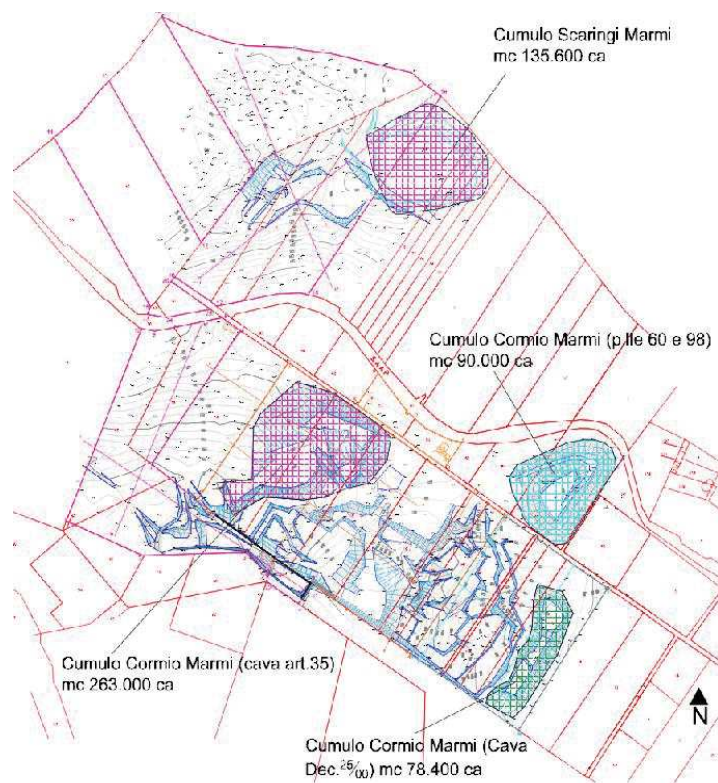 Cumulo Scaringi Marmi
mc 135.600 ca
Cumulo Cormio Marmi (p.lle 60 e 98)
mc 90.000 ca
Cumulo Cormio Marmi (cava art.35)
mc 263.000 ca
N
Cumulo Cormio Marmi (Cava
Dec.25/00) mc 78.400 ca